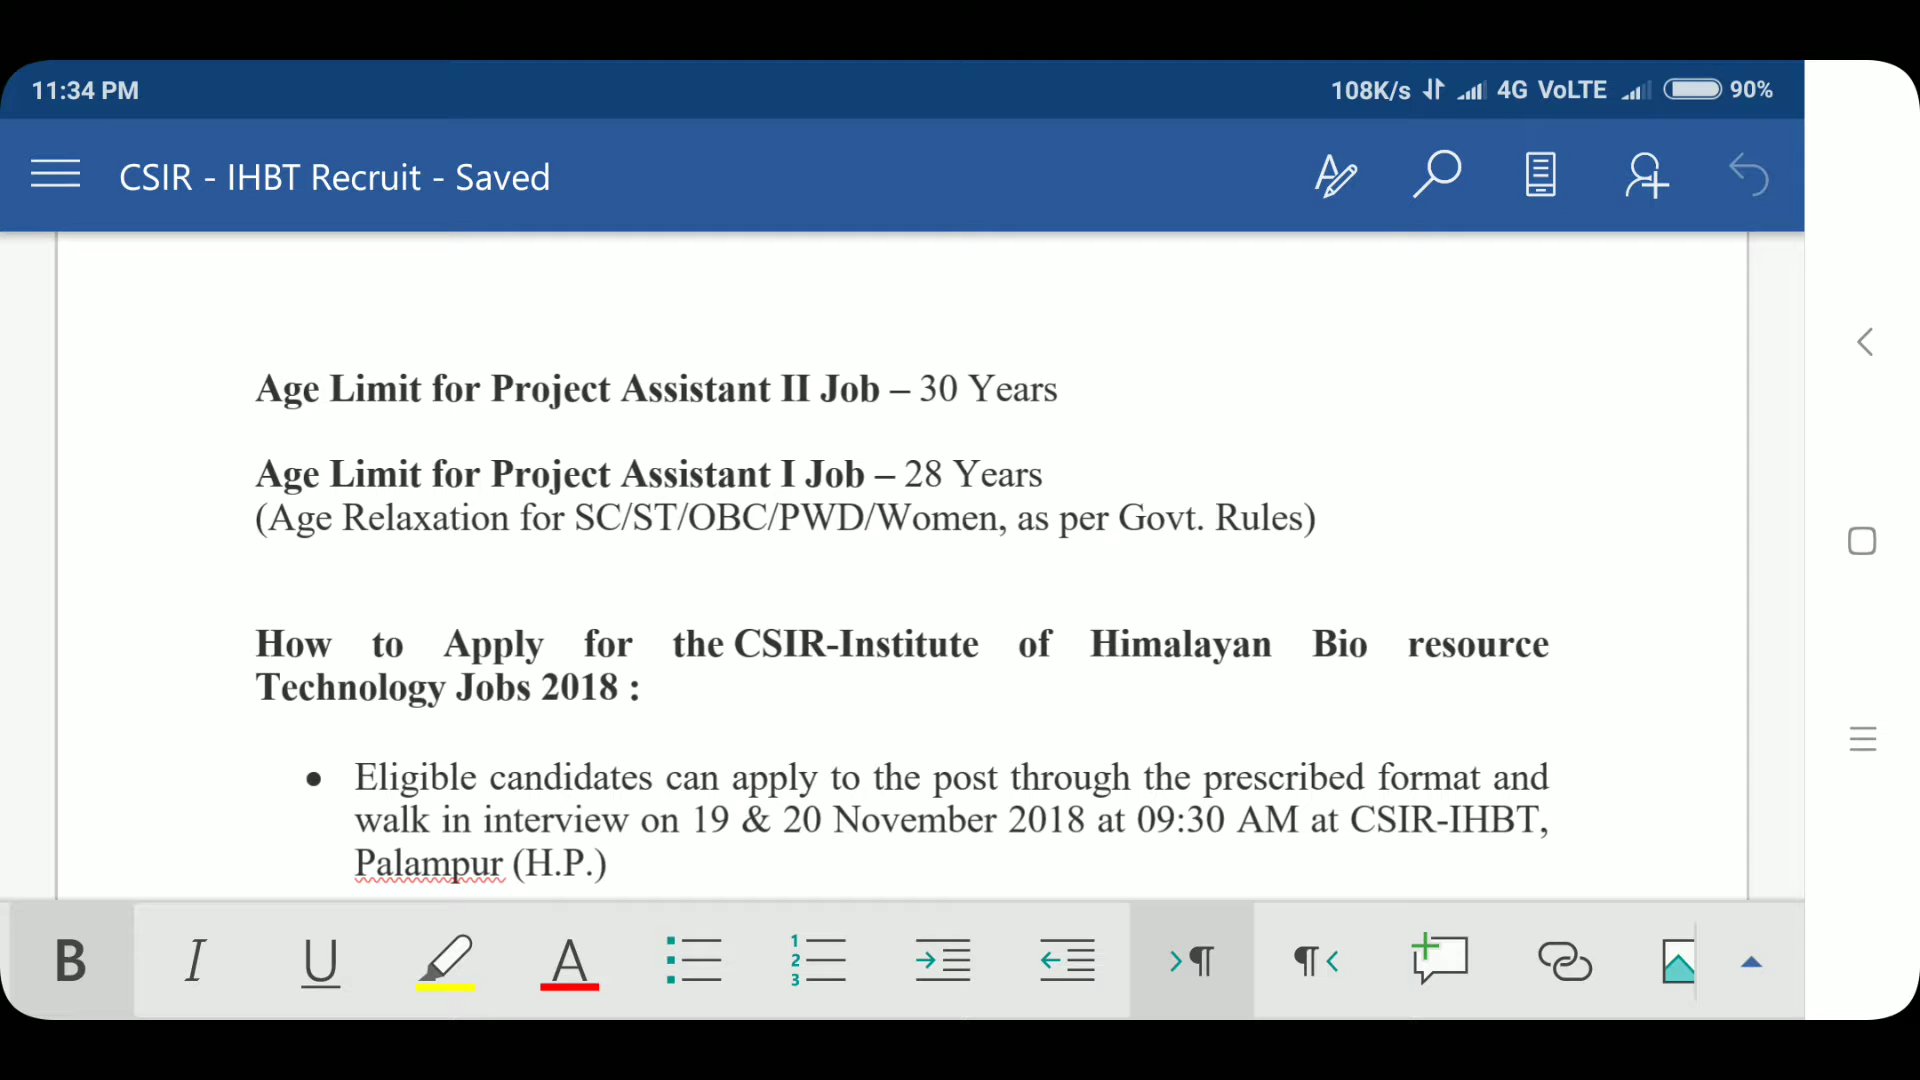 11:34 PM
108K/s 4G VoLTE 90%
CSIR - IHBT Recruit - Saved
Age Limit for Project Assistant II Job – 30 Years
Age Limit for Project Assistant I Job – 28 Years
(Age Relaxation for SC/ST/OBC/PWD/Women, as per Govt. Rules)
How to Apply for the CSIR-Institute of Himalayan Bio resource
Technology Jobs 2018 :
● Eligible candidates can apply to the post through the prescribed format and
walk in interview on 19 & 20 November 2018 at 09:30 AM at CSIR-IHBT,
Palampur (H.P.)
B I U A 1 2 3